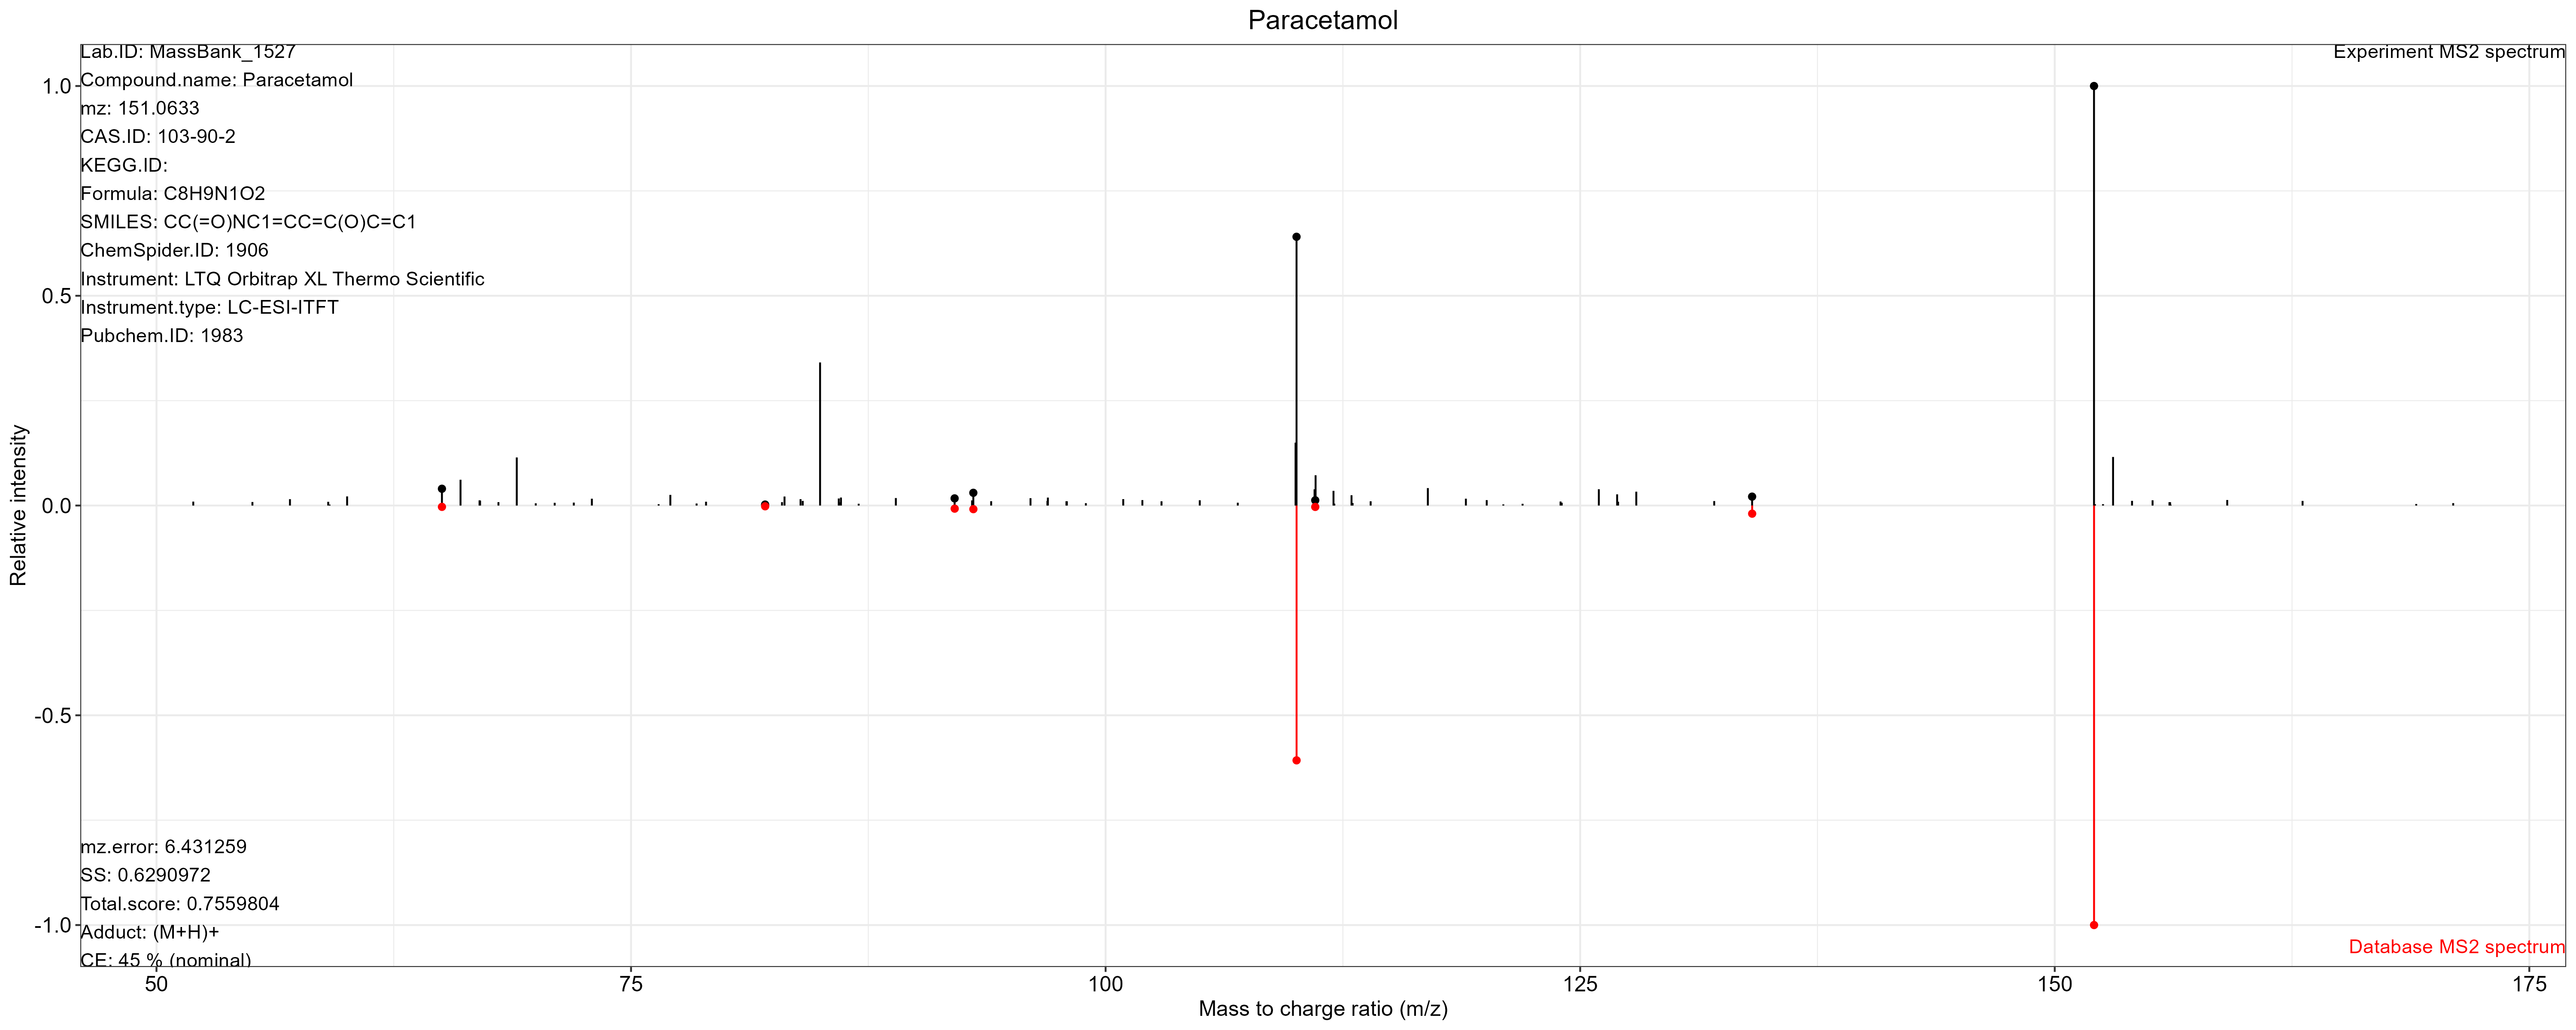 Paracetamol
Lab.ID: MassBank_1527
Experiment MS2 spectrum
Compound.name: Paracetamol
mz: 151.0633
CAS.ID: 103-90-2
KEGG.ID:
Formula: C8H9N1O2
SMILES: CC(=O)NC1=CC=C(O)C=C1
ChemSpider.ID: 1906
Instrument: LTQ Orbitrap XL Thermo Scientific
Instrument.type: LC-ESI-ITFT
Pubchem.ID: 1983
1.0
0.5
0.0
-0.5
-1.0
Relative intensity
mz.error: 6.431259
SS: 0.6290972
Total.score: 0.7559804
Adduct: (M+H)+
CE: 45 % (nominal)
Database MS2 spectrum
50 75 100 125 150 175
Mass to charge ratio (m/z)